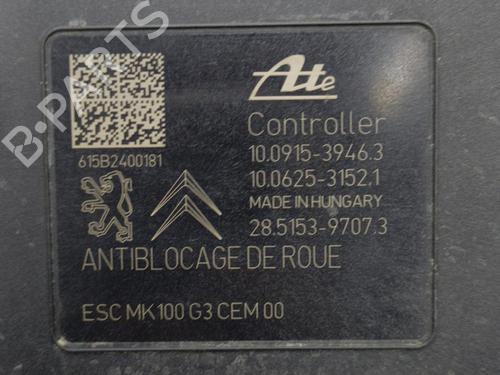 B-PARTS
Ate
Controller
615B2400181
10.0915-3946.3
10.0625-3152.1
MADE IN HUNGARY
28.5153-9707.3
ANTIBLOCAGE DE ROUE
ESC MK100 G3 CEM 00